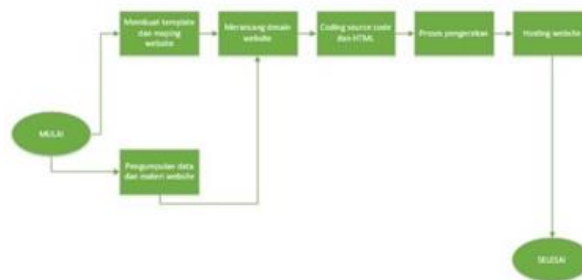 Membuat template
dan maping
website
Merancang desain
website
Coding source code
dan HTML
Proses pengecekan
Hosting website
MULAI
Pengumpulan data
dan materi website
SELESAI